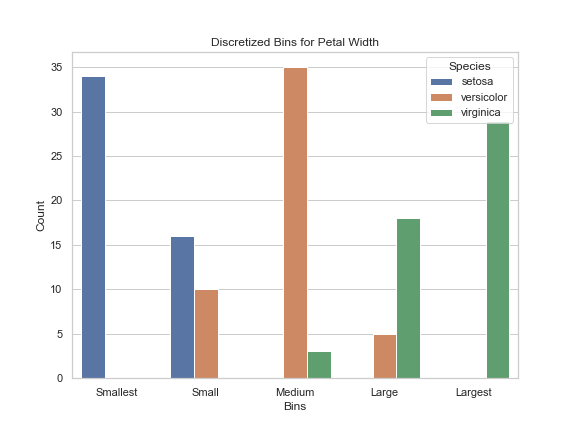 Discretized Bins for Petal Width
Species
setosa
versicolor
virginica
35
30
25
20
15
10
5
0
Count
Smallest Small Medium Large Largest
Bins